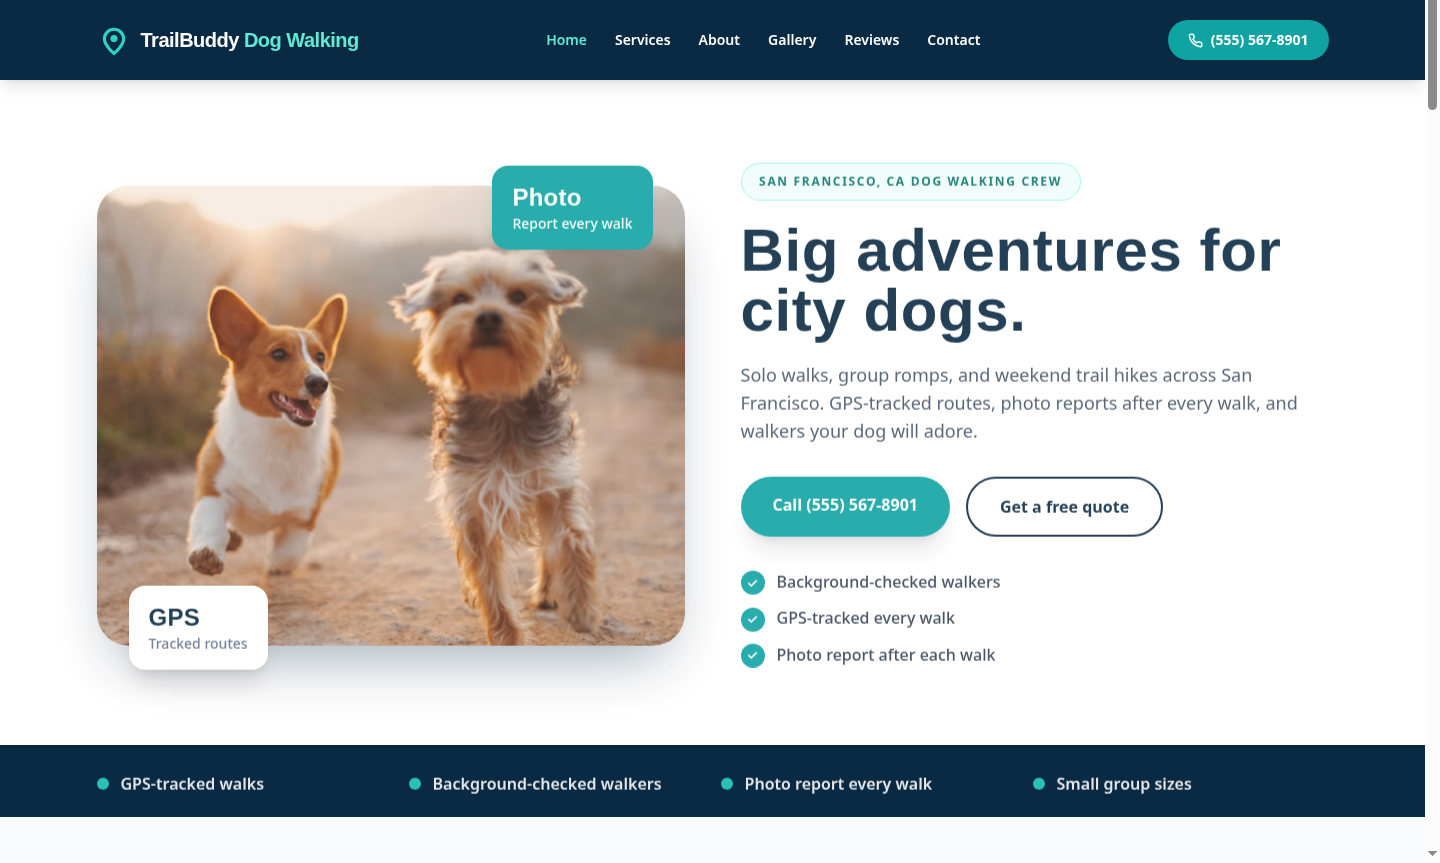 TrailBuddy Dog Walking
Home
Services
About
Gallery
Reviews
Contact
(555) 567-8901
Photo
Report every walk
GPS
Tracked routes
SAN FRANCISCO, CA DOG WALKING CREW
Big adventures for
city dogs.
Solo walks, group romps, and weekend trail hikes across San
Francisco. GPS-tracked routes, photo reports after every walk, and
walkers your dog will adore.
Call (555) 567-8901
Get a free quote
Background-checked walkers
GPS-tracked every walk
Photo report after each walk
GPS-tracked walks
Background-checked walkers
Photo report every walk
Small group sizes